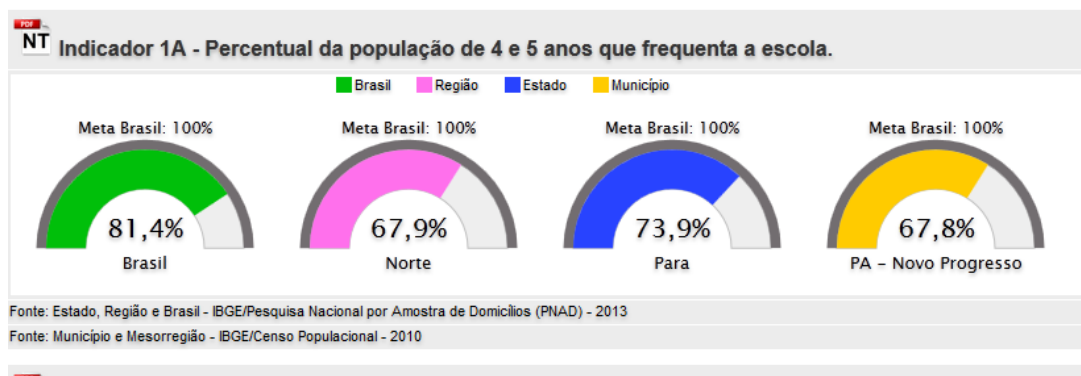 PDF
NT
Indicador 1A - Percentual da população de 4 e 5 anos que frequenta a escola.
Brasil Região Estado Município
Meta Brasil: 100% Meta Brasil: 100% Meta Brasil: 100% Meta Brasil: 100%
81,4% 67,9% 73,9% 67,8%
Brasil Norte Para PA – Novo Progresso
Fonte: Estado, Região e Brasil - IBGE/Pesquisa Nacional por Amostra de Domicílios (PNAD) - 2013
Fonte: Município e Mesorregião - IBGE/Censo Populacional - 2010